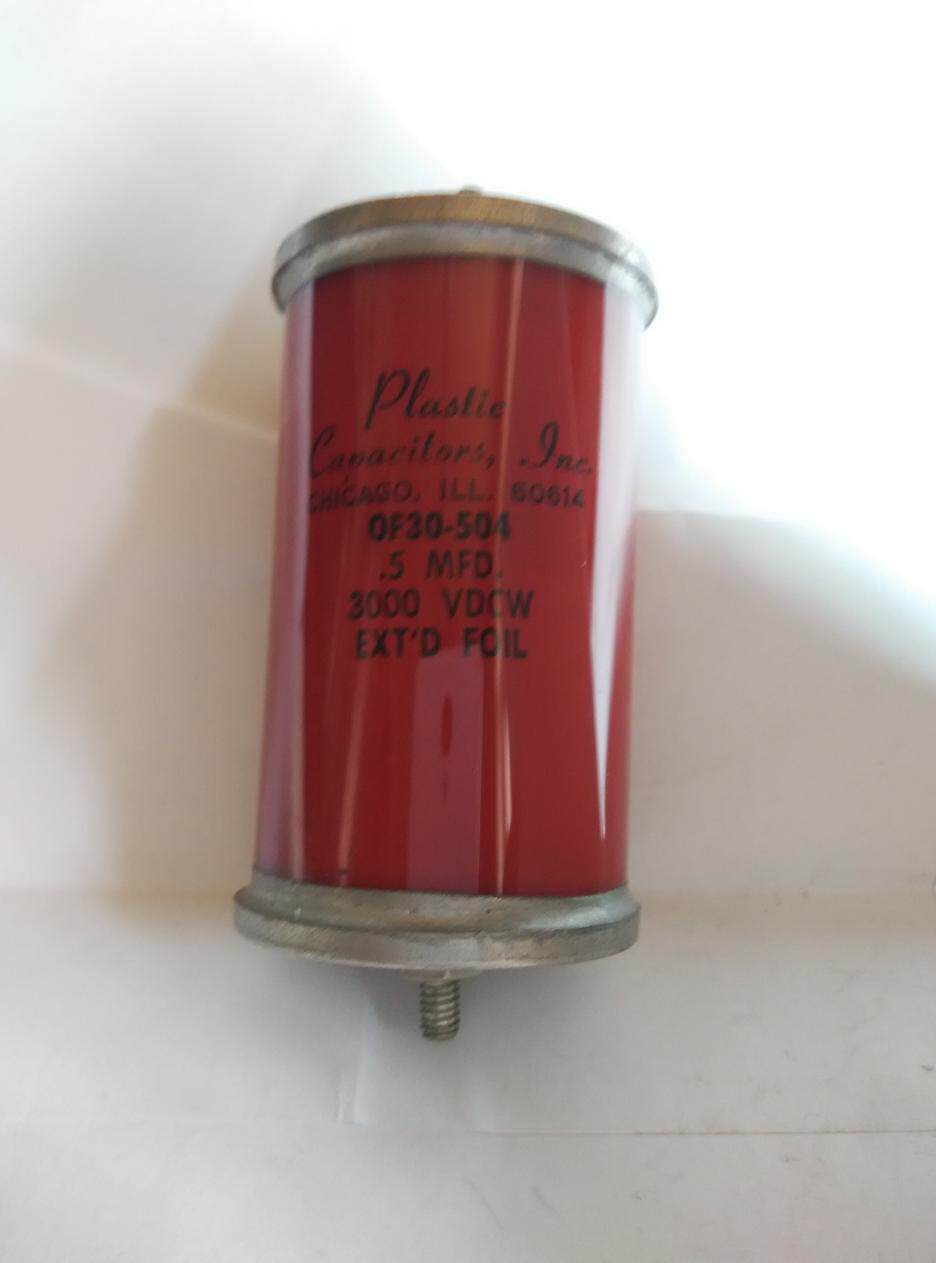 Plastic
Capacitors, Inc.
CHICAGO, ILL. 60614
OF30-504
.5 MFD.
3000 VDCW
EXT'D FOIL